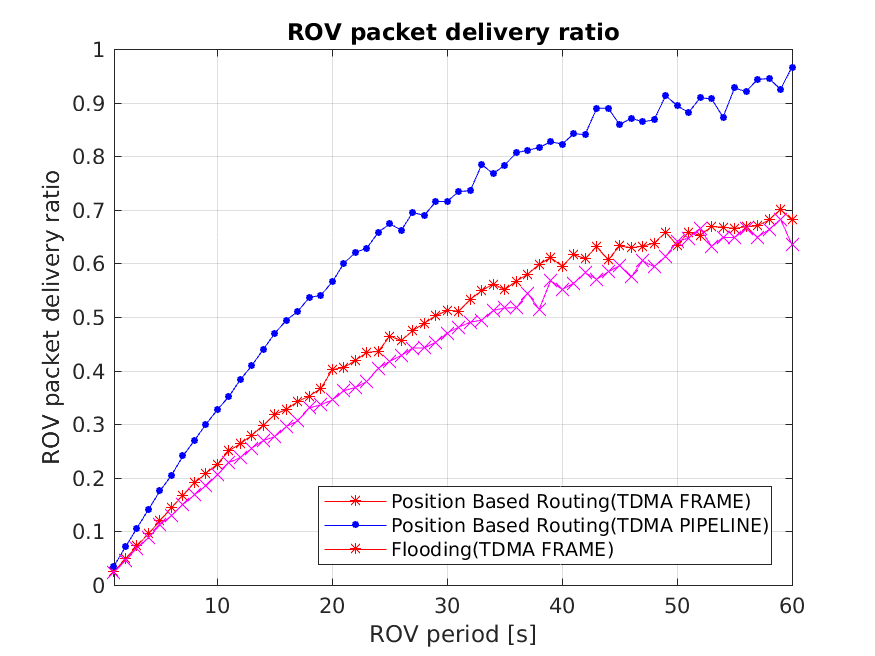 ROV packet delivery ratio
1
0.9
0.8
0.7
0.6
0.5
0.4
0.3
0.2
0.1
0
ROV packet delivery ratio
Position Based Routing(TDMA FRAME)
Position Based Routing(TDMA PIPELINE)
Flooding(TDMA FRAME)
10 20 30 40 50 60
ROV period [s]